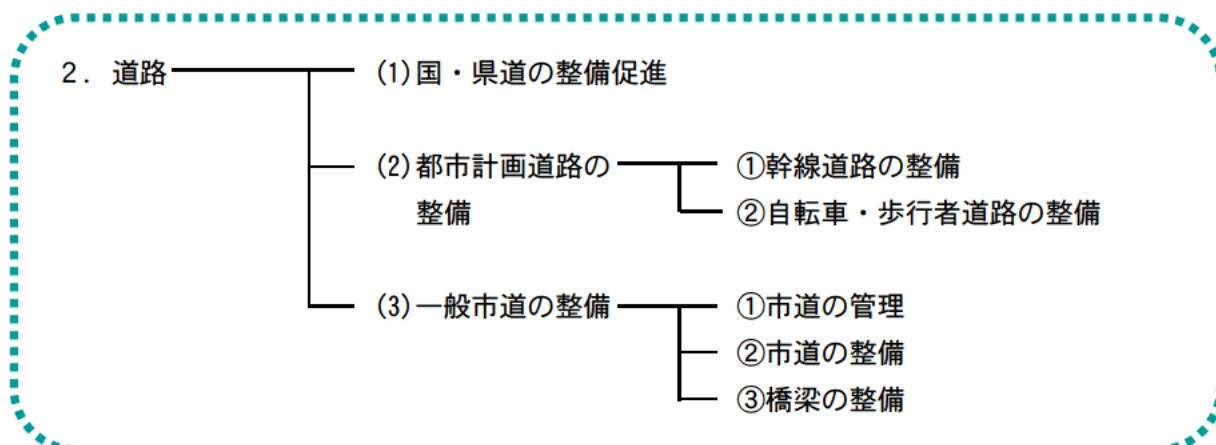 ２．道路
(1)国・県道の整備促進
(2)都市計画道路の
整備
①幹線道路の整備
②自転車・歩行者道路の整備
(3)一般市道の整備
①市道の管理
②市道の整備
③橋梁の整備